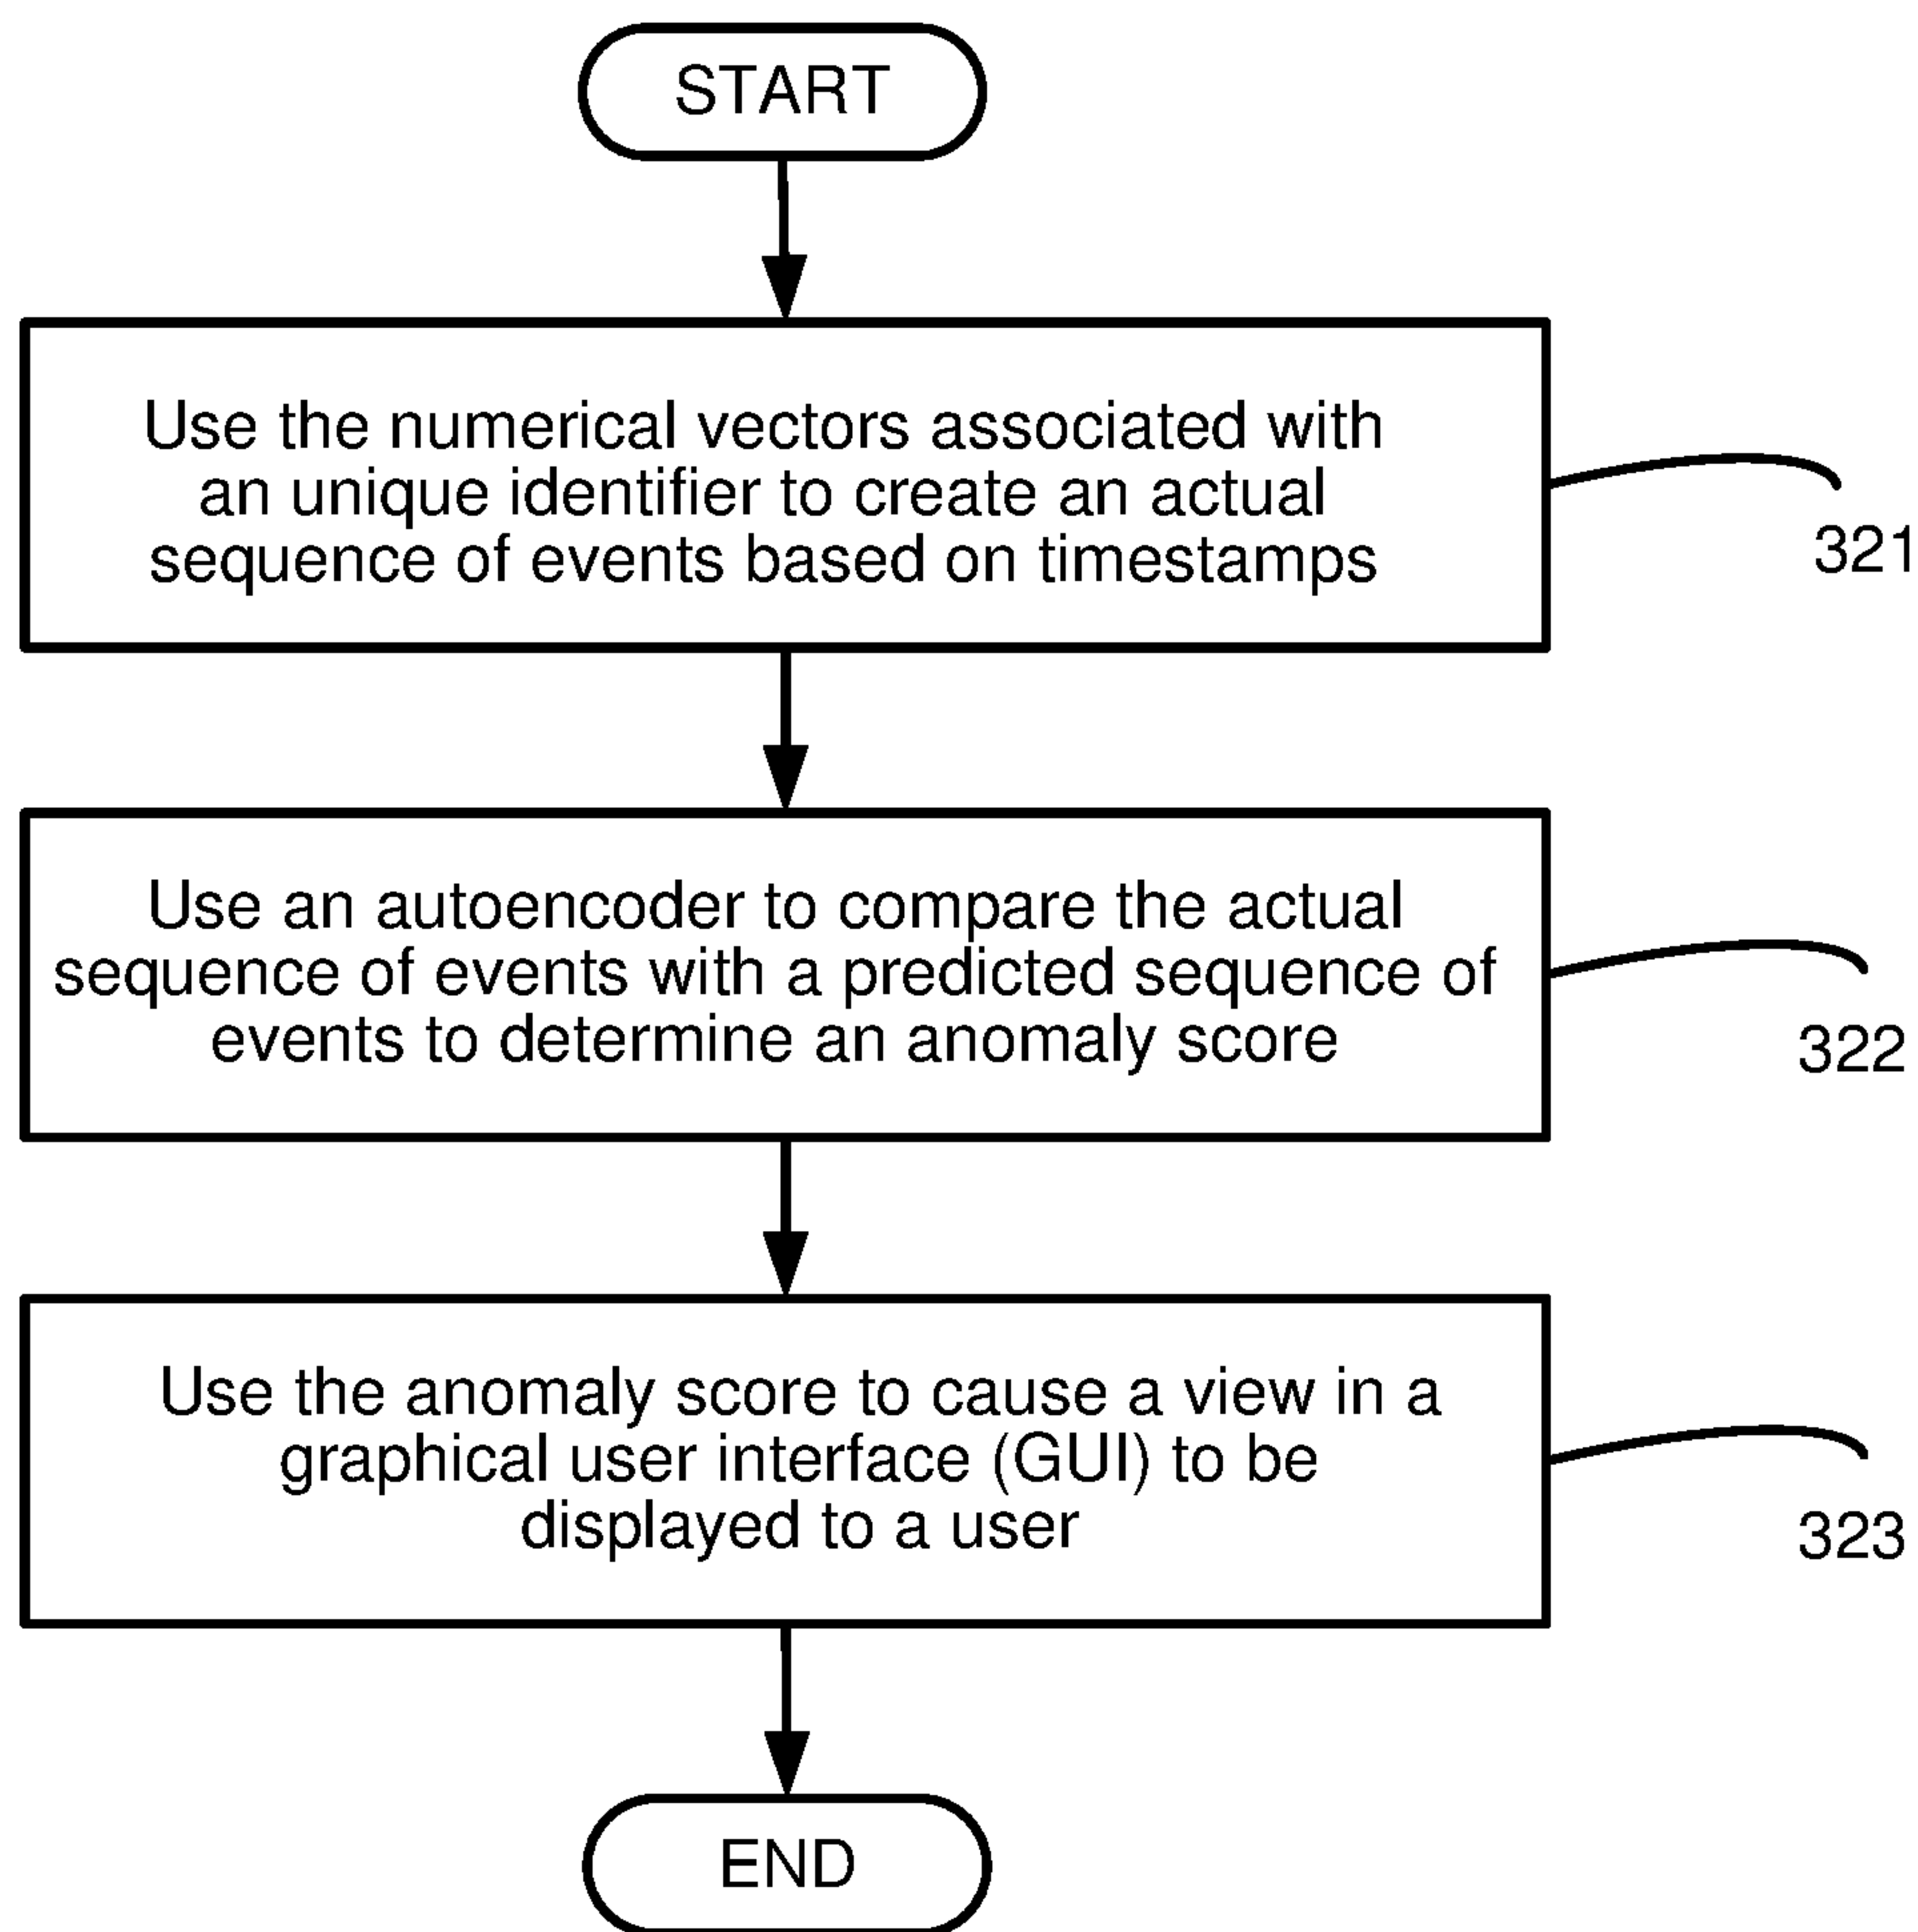 START
Use the numerical vectors associated with
an unique identifier to create an actual
sequence of events based on timestamps
321
Use an autoencoder to compare the actual
sequence of events with a predicted sequence of
events to determine an anomaly score
322
Use the anomaly score to cause a view in a
graphical user interface (GUI) to be
displayed to a user
323
END